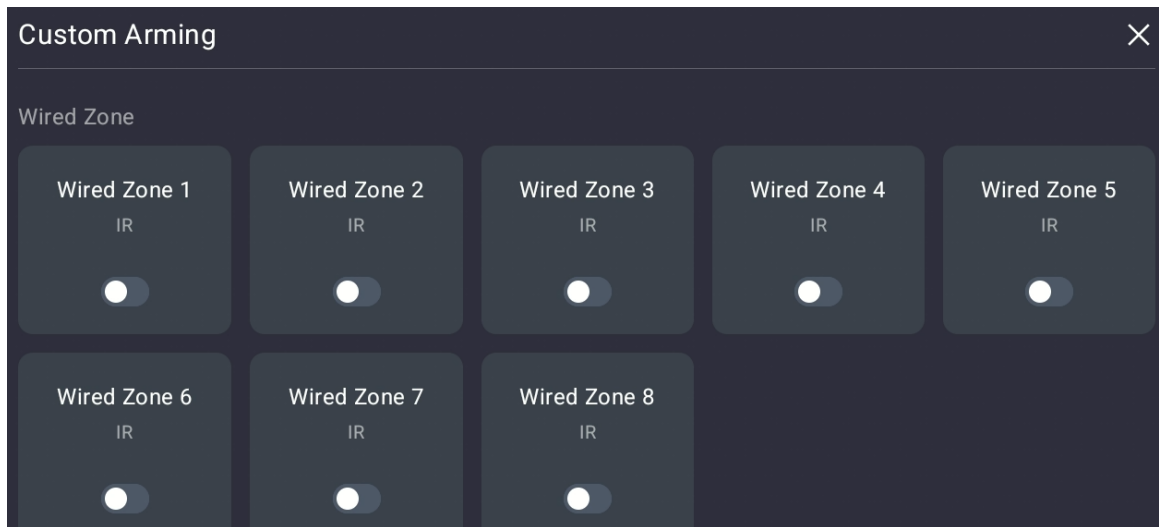 Custom Arming
Wired Zone
Wired Zone 1 Wired Zone 2 Wired Zone 3 Wired Zone 4 Wired Zone 5
IR IR IR IR IR
Wired Zone 6 Wired Zone 7 Wired Zone 8
IR IR IR